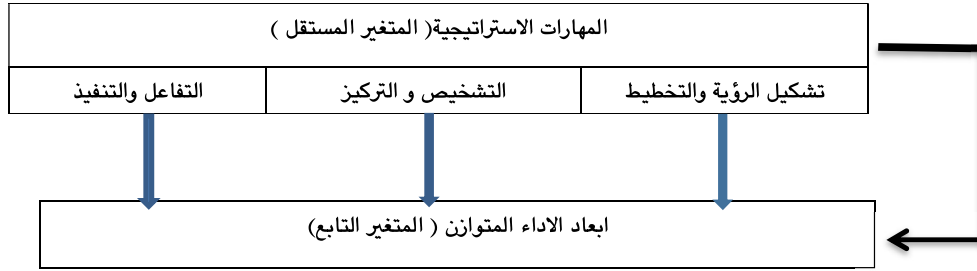 المهارات الاستراتيجية( المتغير المستقل )
تشكيل الرؤية والتخطيط
التشخيص و التركيز
التفاعل والتنفيذ
ابعاد الاداء المتوازن ( المتغير التابع)